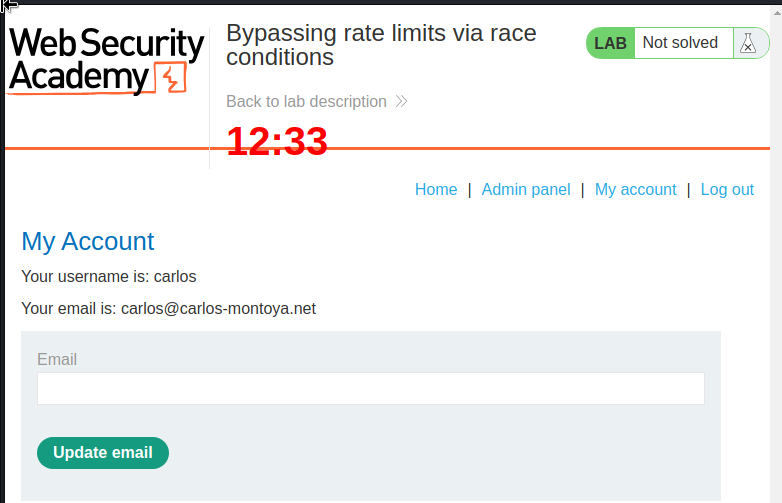 Web Security
Academy
Bypassing rate limits via race
conditions
LAB Not solved
Back to lab description
12:33
Home | Admin panel | My account | Log out
My Account
Your username is: carlos
Your email is: carlos@carlos-montoya.net
Email
Update email